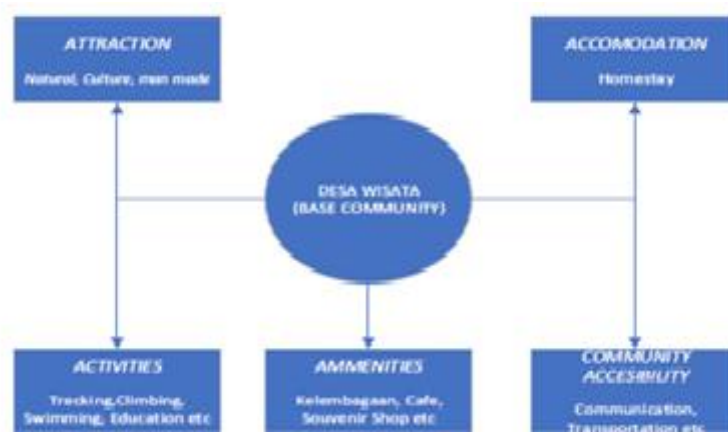 ATTRACTION
Natural, Culture, man made
ACCOMODATION
Homestay
DESA WISATA
(BASE COMMUNITY)
ACTIVITIES
Trecking,Climbing,
Swimming, Education etc
AMMENITIES
Kelembagaan, Cafe,
Souvenir Shop etc
COMMUNITY
ACCESIBILITY
Communication,
Transportation etc